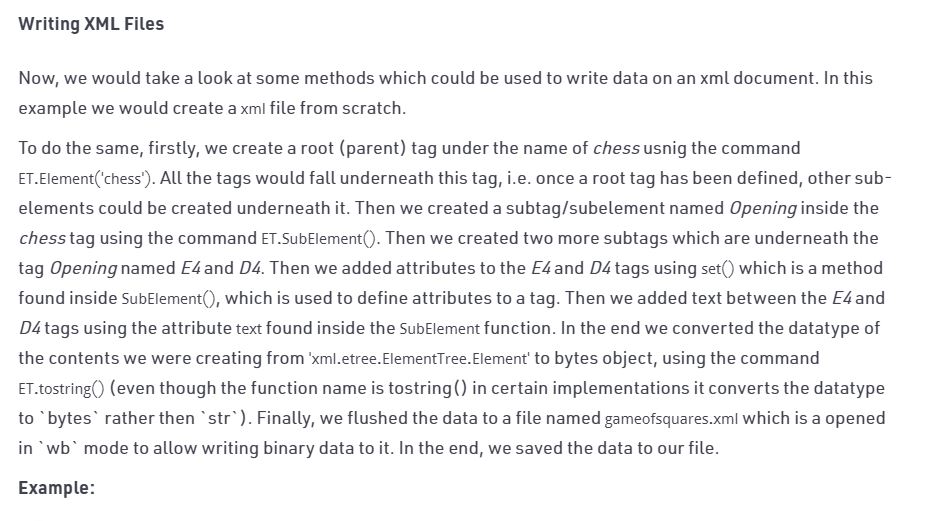 Writing XML Files
Now, we would take a look at some methods which could be used to write data on an xml document. In this
example we would create a xml file from scratch.
To do the same, firstly, we create a root (parent) tag under the name of chess usnig the command
ET.Element('chess'). All the tags would fall underneath this tag, i.e. once a root tag has been defined, other sub-
elements could be created underneath it. Then we created a subtag/subelement named Opening inside the
chess tag using the command ET.SubElement(). Then we created two more subtags which are underneath the
tag Opening named E4 and D4. Then we added attributes to the E4 and D4 tags using set() which is a method
found inside SubElement(), which is used to define attributes to a tag. Then we added text between the E4 and
D4 tags using the attribute text found inside the SubElement function. In the end we converted the datatype of
the contents we were creating from 'xml.etree.ElementTree.Element' to bytes object, using the command
ET.tostring() (even though the function name is tostring() in certain implementations it converts the datatype
to `bytes` rather then `str`). Finally, we flushed the data to a file named gameofsquares.xml which is a opened
in `wb` mode to allow writing binary data to it. In the end, we saved the data to our file.
Example: